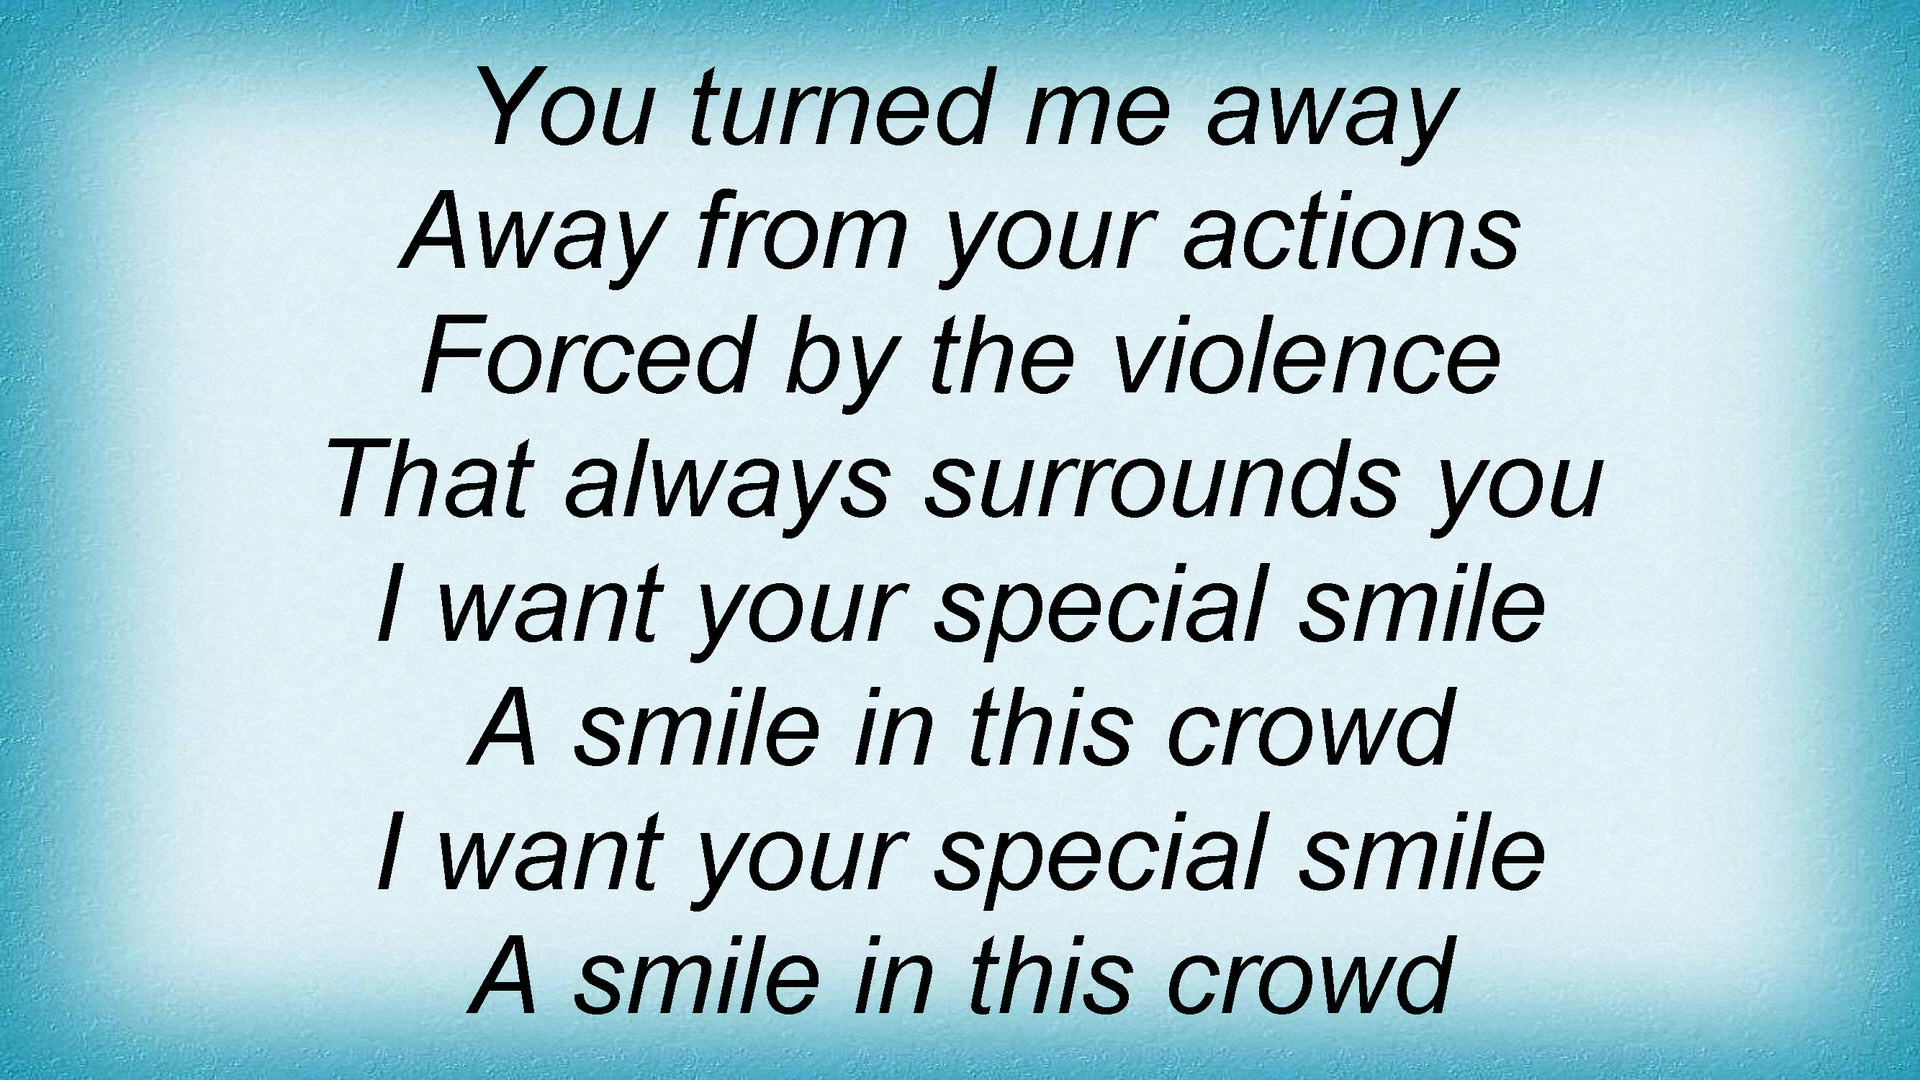 You turned me away
Away from your actions
Forced by the violence
That always surrounds you
I want your special smile
A smile in this crowd
I want your special smile
A smile in this crowd